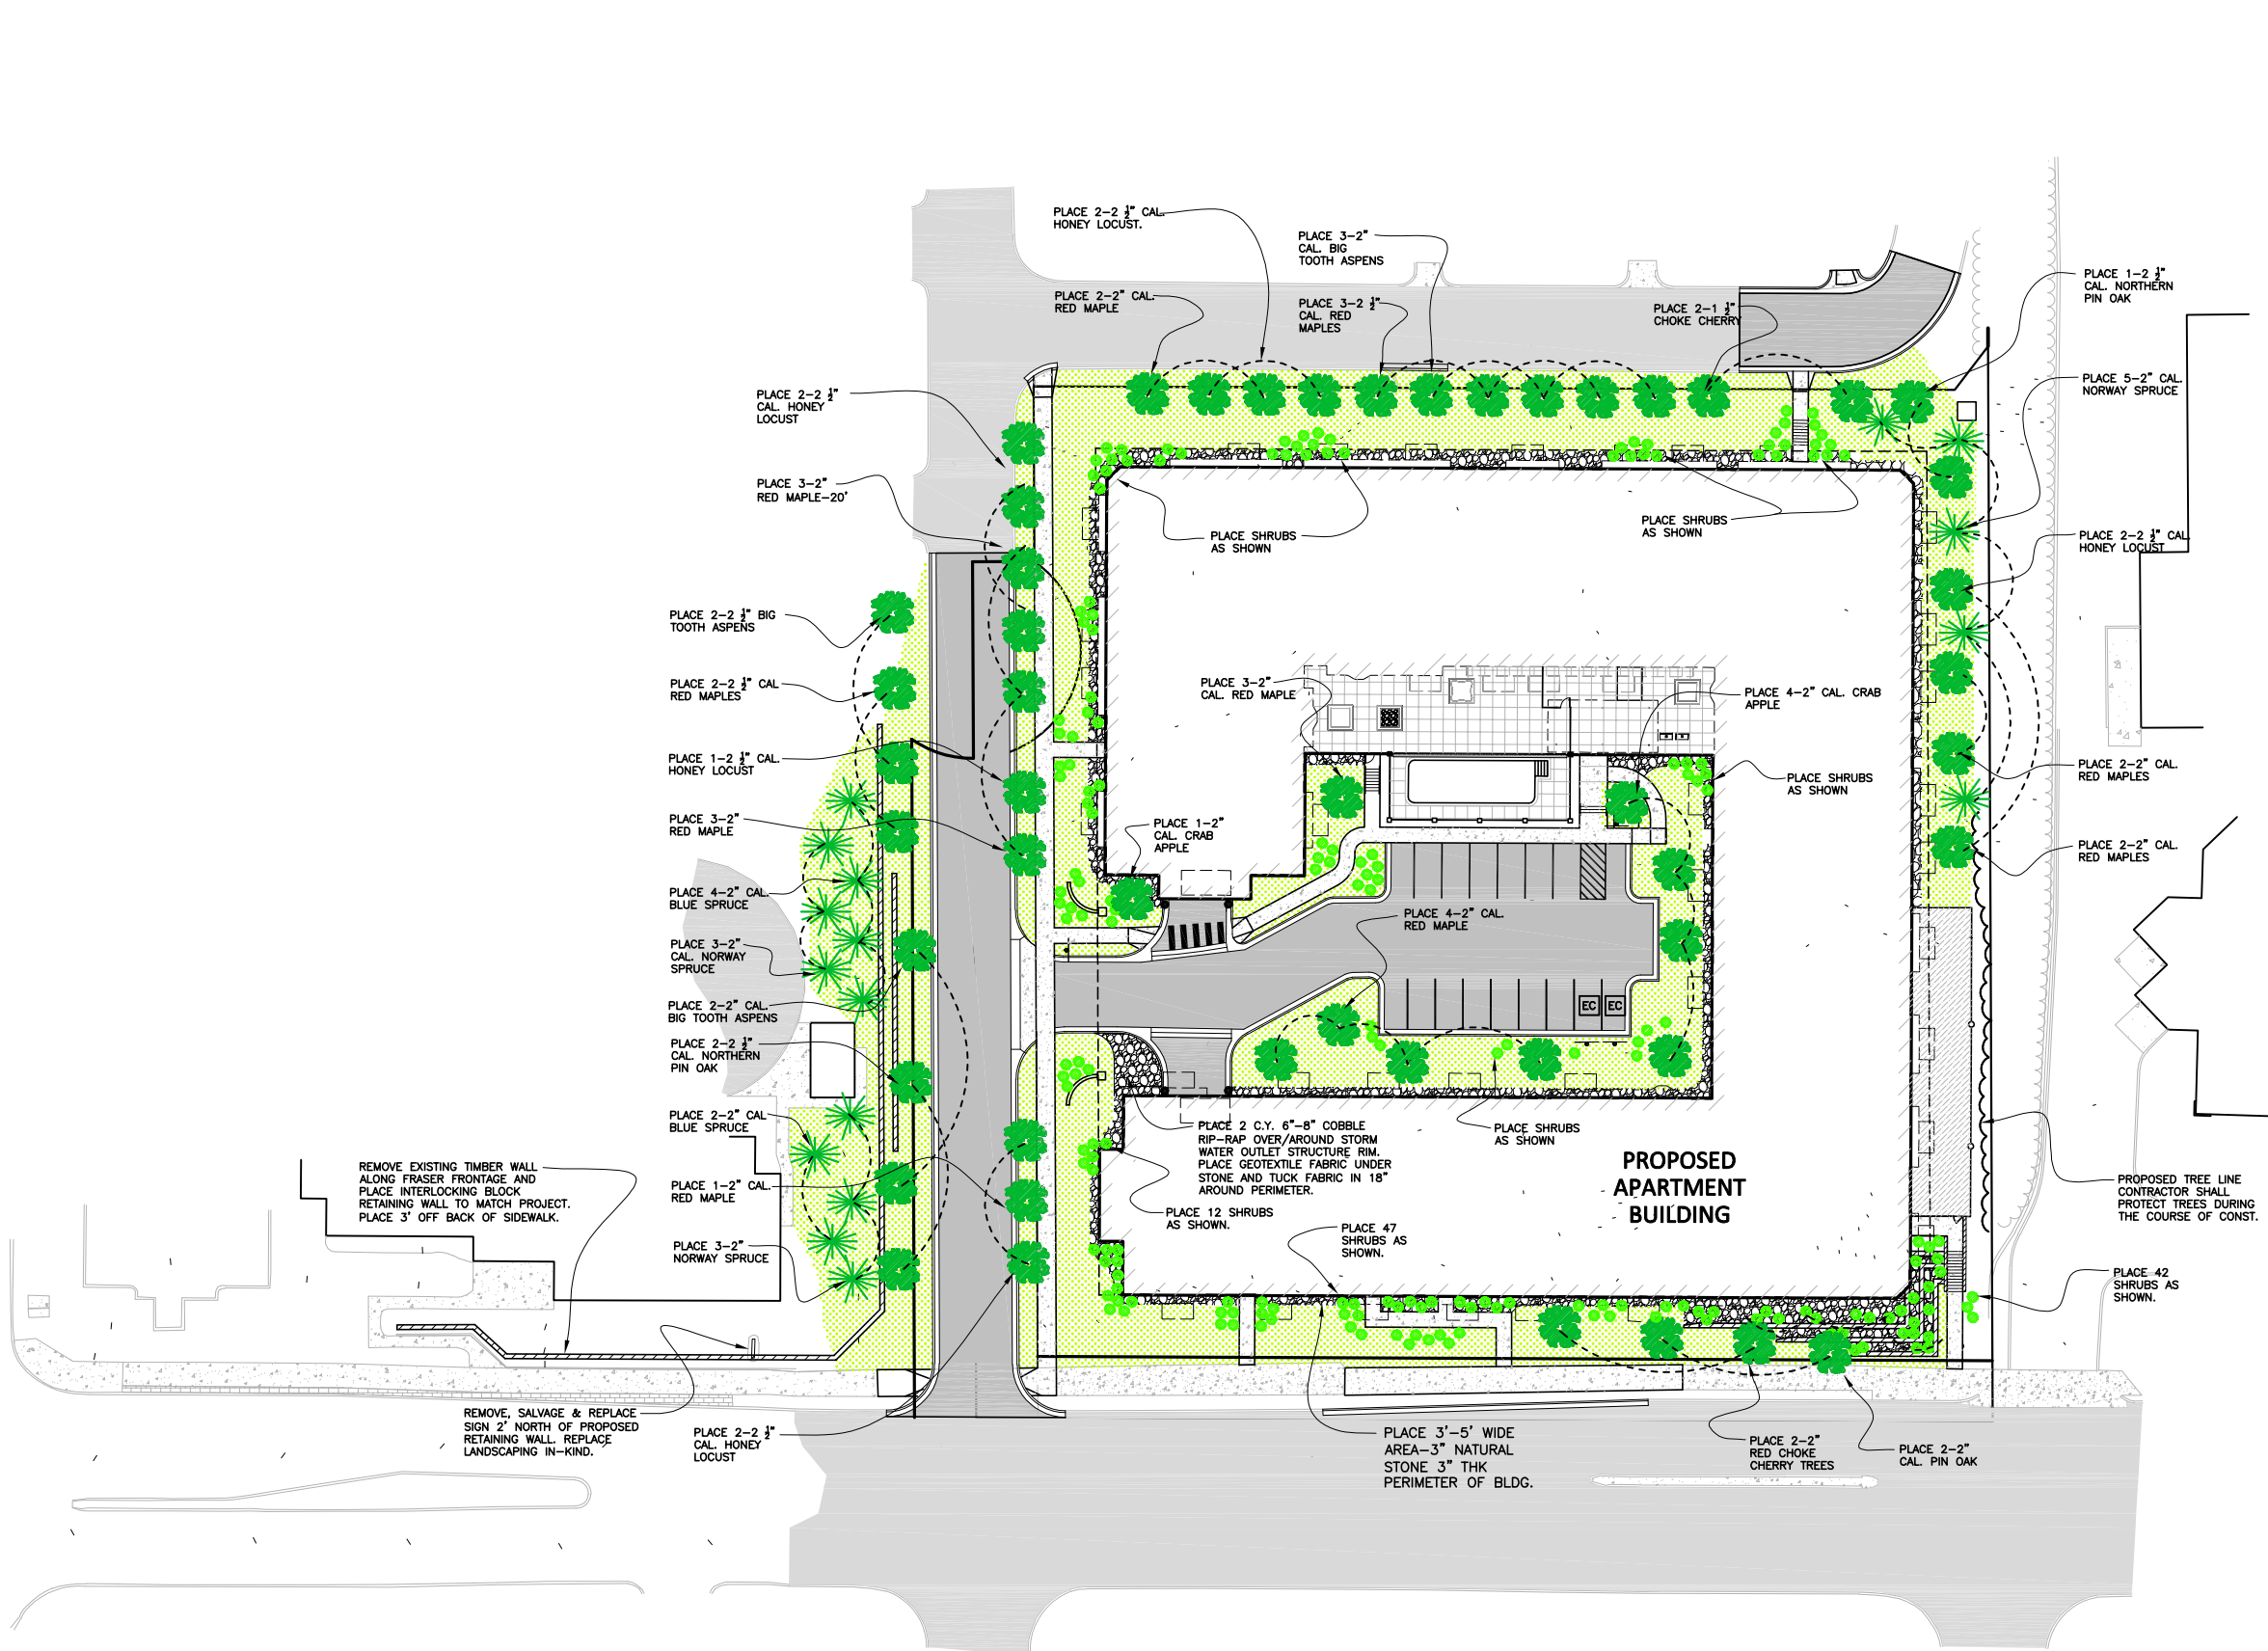 PLACE 2-2 ½" CAL.
HONEY LOCUST.
PLACE 3-2"
CAL. BIG
TOOTH ASPENS
PLACE 1-2 ½"
CAL. NORTHERN
PIN OAK
PLACE 2-2" CAL.
RED MAPLE
PLACE 3-2 ½"
CAL. RED
MAPLES
PLACE 2-1 ½"
CHOKE CHERRY
PLACE 5-2" CAL.
NORWAY SPRUCE
PLACE 2-2 ½"
CAL. HONEY
LOCUST
PLACE 3-2"
RED MAPLE-20'
PLACE SHRUBS
AS SHOWN
PLACE SHRUBS
AS SHOWN
PLACE 2-2 ½" CAL
HONEY LOCUST
PLACE 2-2 ½" BIG
TOOTH ASPENS
PLACE 2-2 ½" CAL
RED MAPLES
PLACE 3-2"
CAL. RED MAPLE
PLACE 4-2" CAL. CRAB
APPLE
PLACE 1-2 ½" CAL.
HONEY LOCUST
PLACE SHRUBS
AS SHOWN
PLACE 2-2" CAL.
RED MAPLES
PLACE 3-2"
RED MAPLE
PLACE 1-2"
CAL. CRAB
APPLE
PLACE 2-2" CAL.
RED MAPLES
PLACE 4-2" CAL.
BLUE SPRUCE
PLACE 4-2" CAL.
RED MAPLE
PLACE 3-2"
CAL. NORWAY
SPRUCE
PLACE 2-2" CAL.
BIG TOOTH ASPENS
EC EC
PLACE 2-2 ½"
CAL. NORTHERN
PIN OAK
PLACE 2-2" CAL
BLUE SPRUCE
PLACE 2 C.Y. 6"-8" COBBLE
RIP-RAP OVER/AROUND STORM
WATER OUTLET STRUCTURE RIM.
PLACE GEOTEXTILE FABRIC UNDER
STONE AND TUCK FABRIC IN 18"
AROUND PERIMETER.
PLACE SHRUBS
AS SHOWN
PROPOSED
APARTMENT
BUILDING
REMOVE EXISTING TIMBER WALL
ALONG FRASER FRONTAGE AND
PLACE INTERLOCKING BLOCK
RETAINING WALL TO MATCH PROJECT.
PLACE 3' OFF BACK OF SIDEWALK.
PLACE 1-2" CAL.
RED MAPLE
PLACE 12 SHRUBS
AS SHOWN.
PROPOSED TREE LINE
CONTRACTOR SHALL
PROTECT TREES DURING
THE COURSE OF CONST.
PLACE 3-2"
NORWAY SPRUCE
PLACE 47
SHRUBS AS
SHOWN.
PLACE 42
SHRUBS AS
SHOWN.
REMOVE, SALVAGE & REPLACE
SIGN 2' NORTH OF PROPOSED
RETAINING WALL. REPLACE
LANDSCAPING IN-KIND.
PLACE 2-2 ½"
CAL. HONEY
LOCUST
PLACE 3'-5' WIDE
AREA-3" NATURAL
STONE 3" THK
PERIMETER OF BLDG.
PLACE 2-2"
RED CHOKE
CHERRY TREES
PLACE 2-2"
CAL. PIN OAK